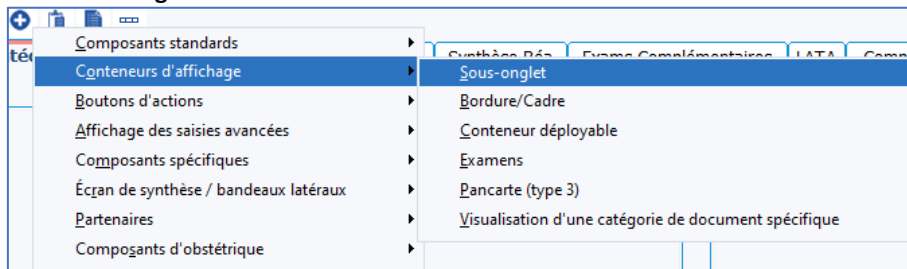 Composants standards
Synthèse Réa Exams Complémentaires LATA
Conteneurs d'affichage
Sous-onglet
Boutons d'actions
Bordure/Cadre
Affichage des saisies avancées
Conteneur déployable
Composants spécifiques
Examens
Écran de synthèse / bandeaux latéraux
Pancarte (type 3)
Partenaires
Visualisation d'une catégorie de document spécifique
Composants d'obstétrique